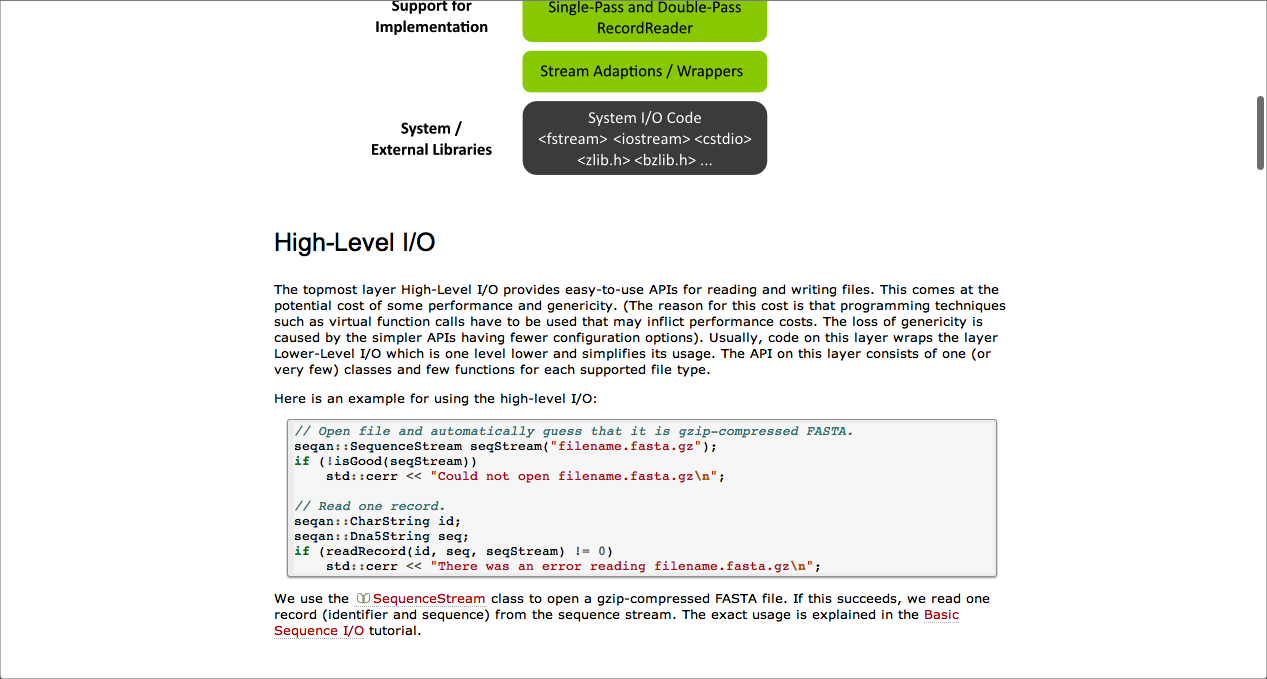 Support for
Implementation
Single-Pass and Double-Pass
RecordReader
Stream Adaptions / Wrappers
System /
External Libraries
System I/O Code
<fstream> <iostream> <cstdio>
<zlib.h> <bzlib.h> ...
High-Level I/O
The topmost layer High-Level I/O provides easy-to-use APIs for reading and writing files. This comes at the
potential cost of some performance and genericity. (The reason for this cost is that programming techniques
such as virtual function calls have to be used that may inflict performance costs. The loss of genericity is
caused by the simpler APIs having fewer configuration options). Usually, code on this layer wraps the layer
Lower-Level I/O which is one level lower and simplifies its usage. The API on this layer consists of one (or
very few) classes and few functions for each supported file type.
Here is an example for using the high-level I/O:
// Open file and automatically guess that it is gzip-compressed FASTA.
seqan::SequenceStream seqStream("filename.fasta.gz");
if (!isGood(seqStream))
    std::cerr << "Could not open filename.fasta.gz\n";
// Read one record.
seqan::CharString id;
seqan::Dna5String seq;
if (readRecord(id, seq, seqStream) != 0)
    std::cerr << "There was an error reading filename.fasta.gz\n";
We use the SequenceStream class to open a gzip-compressed FASTA file. If this succeeds, we read one
record (identifier and sequence) from the sequence stream. The exact usage is explained in the Basic
Sequence I/O tutorial.